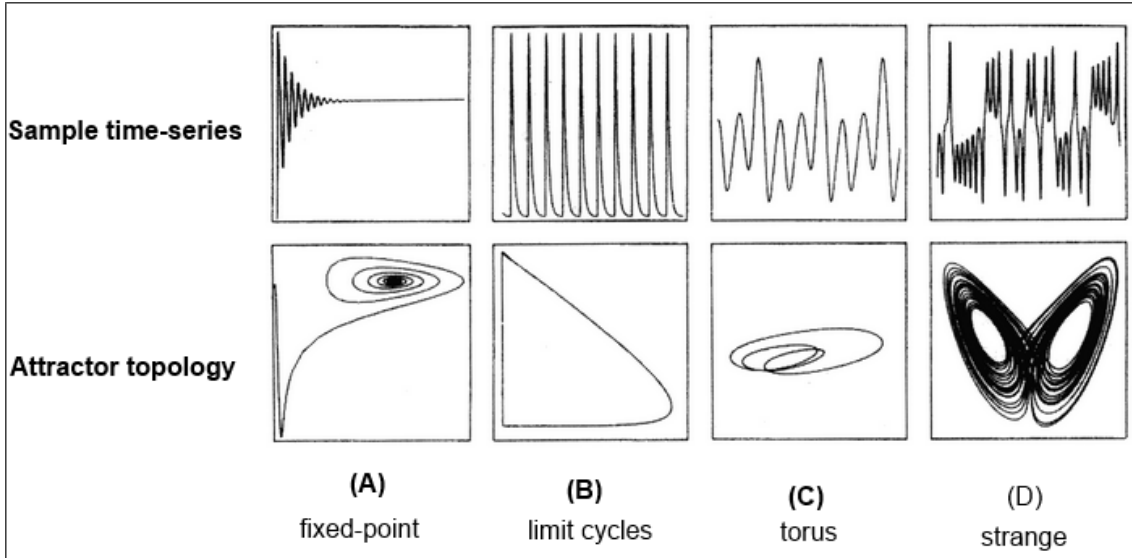 Sample time-series
Attractor topology
(A)
(B)
(C)
(D)
fixed-point
limit cycles
torus
strange